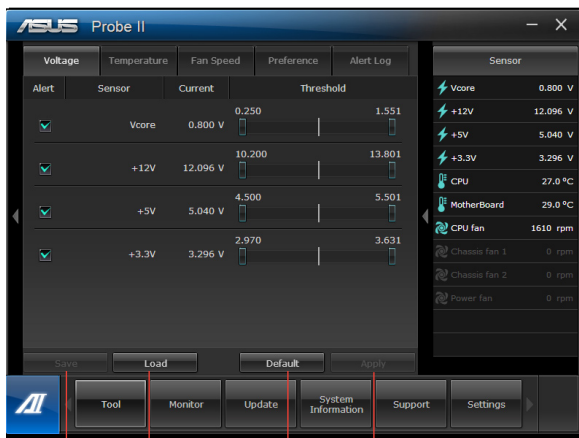 ASUS Probe II
Voltage Temperature Fan Speed Preference Alert Log
Alert Sensor Current Threshold
0.250 1.551
Vcore 0.800 V
10.200 13.801
+12V 12.096 V
4.500 5.501
+5V 5.040 V
2.970 3.631
+3.3V 3.296 V
Save Load Default Apply
Sensor
Vcore 0.800 V
+12V 12.096 V
+5V 5.040 V
+3.3V 3.296 V
CPU 27.0 ºC
MotherBoard 29.0 ºC
CPU fan 1610 rpm
Chassis fan 1 0 rpm
Chassis fan 2 0 rpm
Power fan 0 rpm
AI Tool Monitor Update System Information Support Settings